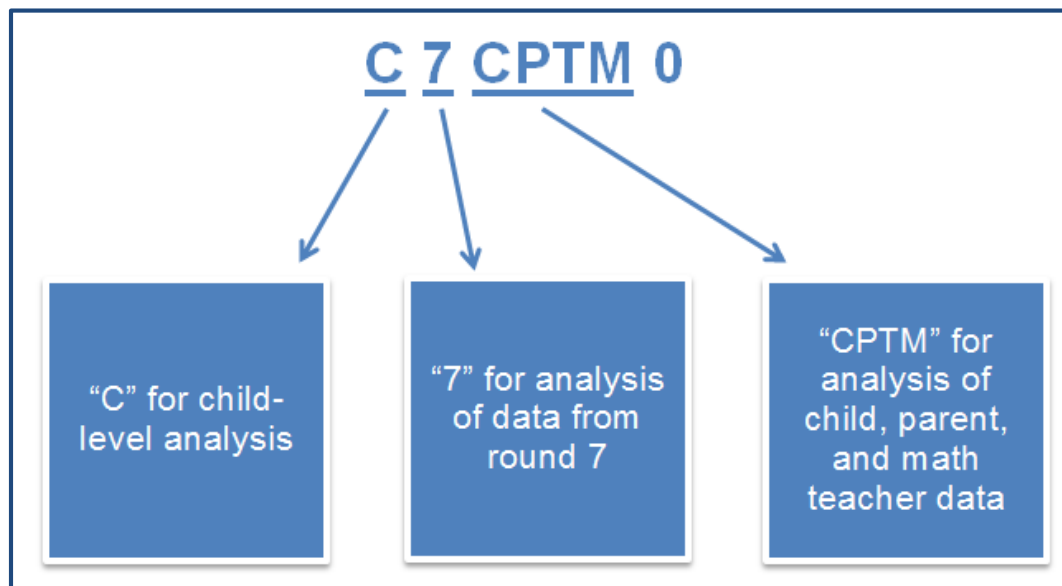 C 7 CPTM 0
“C” for child-
level analysis
“7” for analysis
of data from
round 7
“CPTM” for
analysis of
child, parent,
and math
teacher data